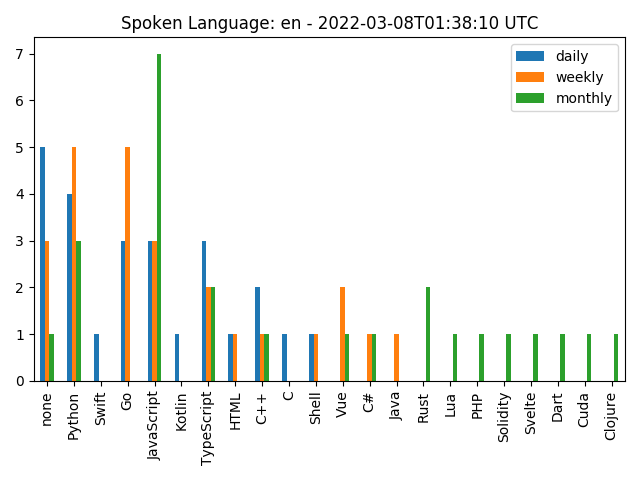 Spoken Language: en - 2022-03-08T01:38:10 UTC
daily
weekly
monthly
7
6
5
4
3
2
1
0
none
Python
Swift
Go
JavaScript
Kotlin
TypeScript
HTML
C++
C
Shell
Vue
C#
Java
Rust
Lua
PHP
Solidity
Svelte
Dart
Cuda
Clojure